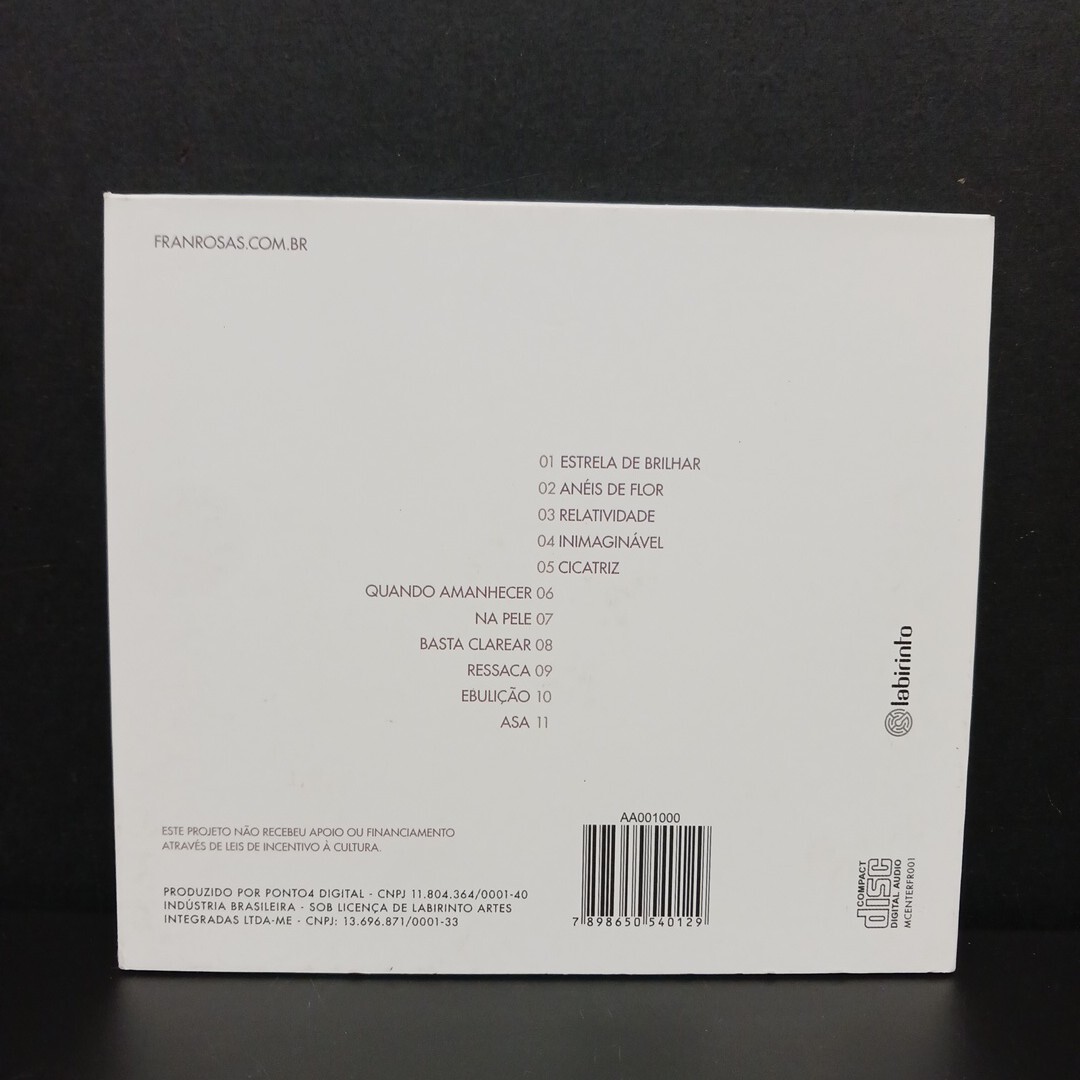 FRANROSAS.COM.BR
01 ESTRELA DE BRILHAR
02 ANÉIS DE FLOR
03 RELATIVIDADE
04 INIMAGINÁVEL
05 CICATRIZ
QUANDO AMANHECER 06
NA PELE 07
BASTA CLAREAR 08
RESSACA 09
EBULIÇÃO 10
ASA 11
labirinto
ESTE PROJETO NÃO RECEBEU APOIO OU FINANCIAMENTO
ATRAVÉS DE LEIS DE INCENTIVO À CULTURA.
PRODUZIDO POR PONTO4 DIGITAL - CNPJ 11.804.364/0001-40
INDÚSTRIA BRASILEIRA - SOB LICENÇA DE LABIRINTO ARTES
INTEGRADAS LTDA-ME - CNPJ: 13.696.871/0001-33
AA001000
7 898650 540129
COMPACT
disc
DIGITAL AUDIO
MCENTERFR001